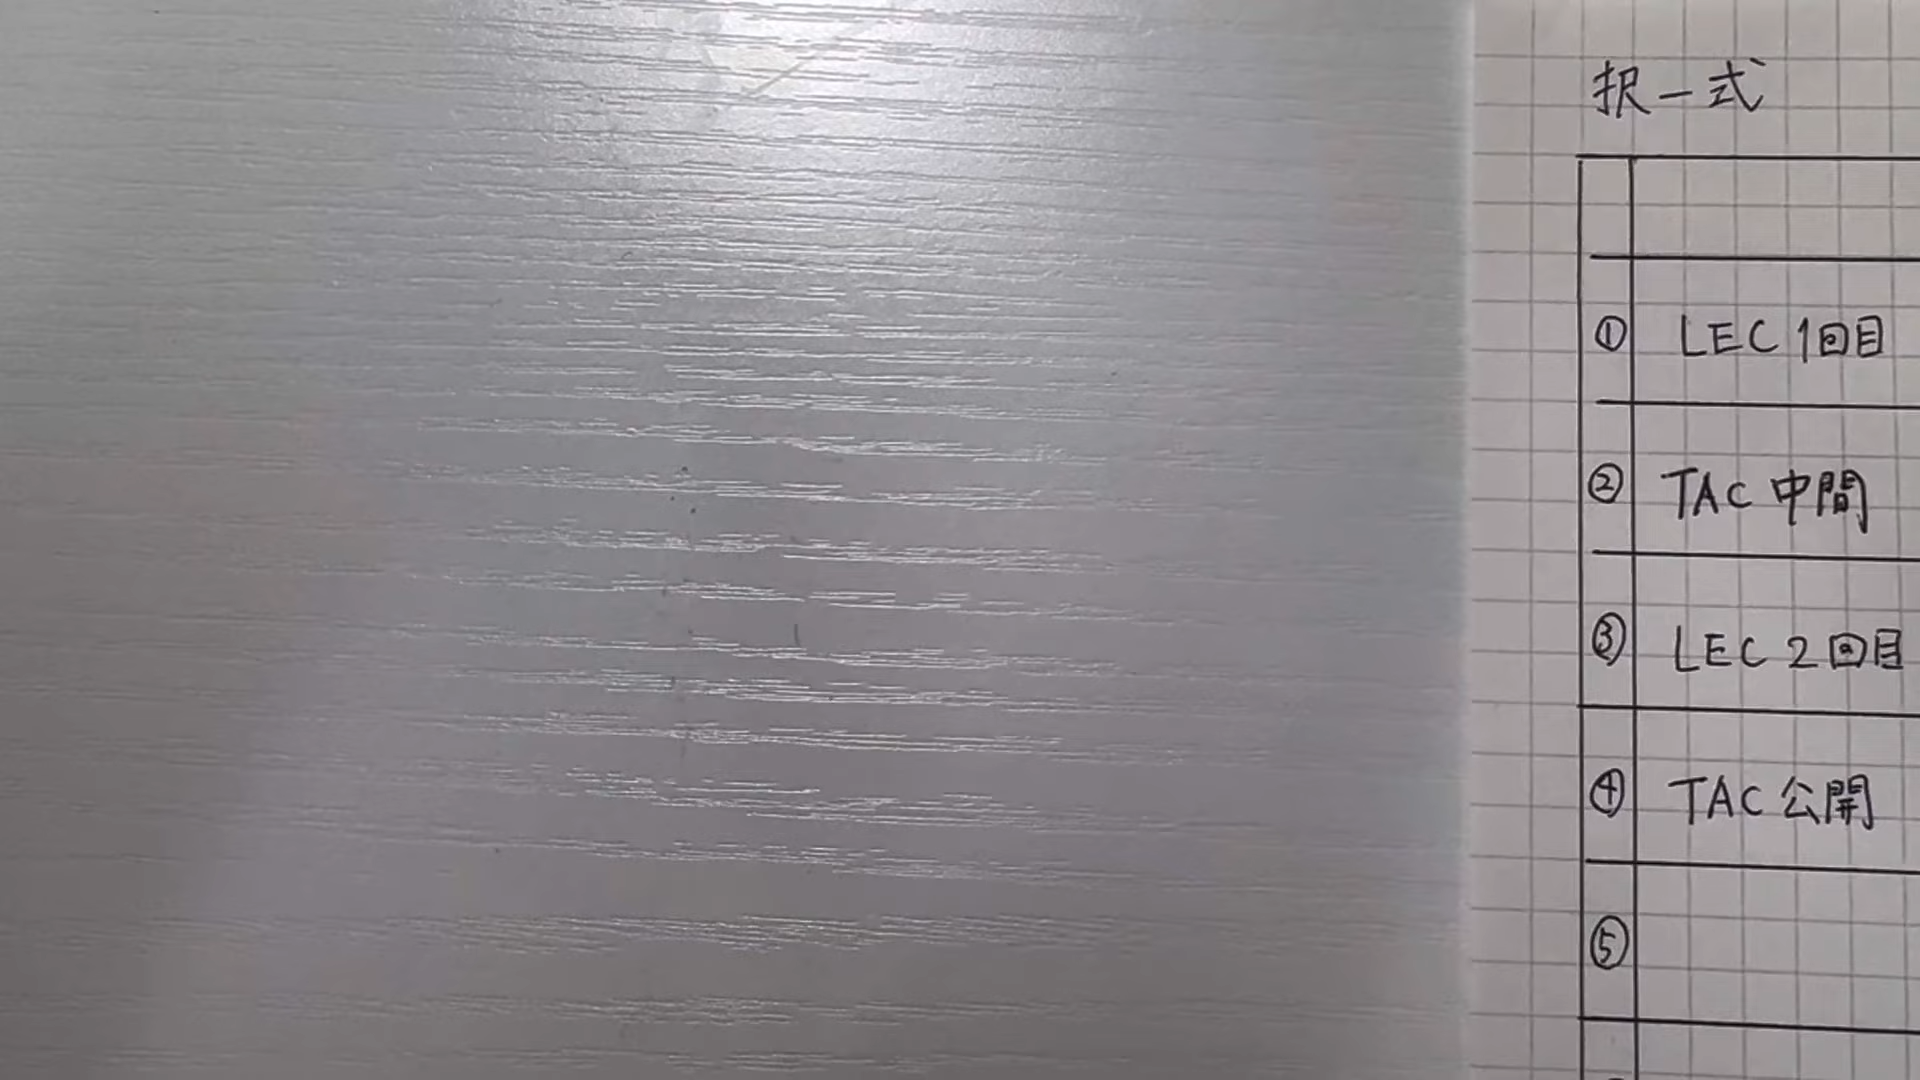 択一式
① LEC 1回目
② TAC 中間
③ LEC 2回目
④ TAC 公開
⑤